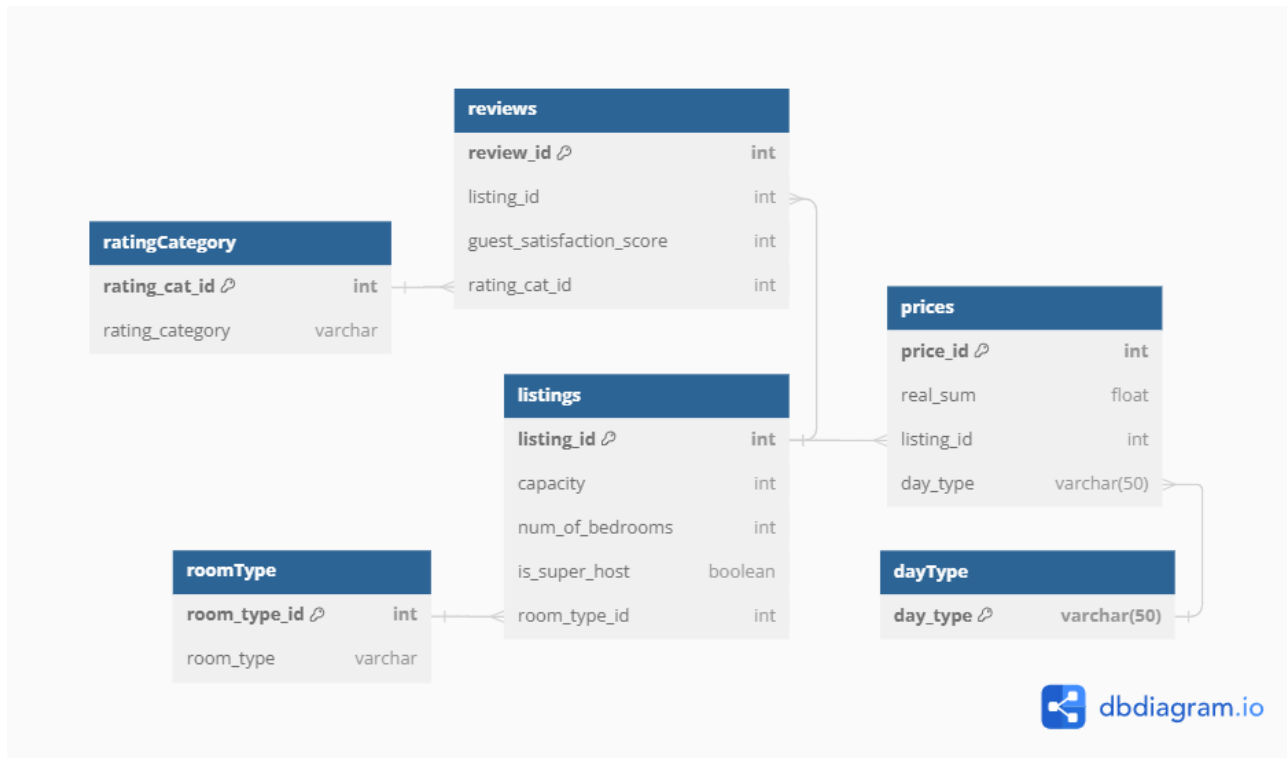 reviews
review_id int
listing_id int
guest_satisfaction_score int
rating_cat_id int
ratingCategory
rating_cat_id int
rating_category varchar
prices
price_id int
real_sum float
listing_id int
day_type varchar(50)
listings
listing_id int
capacity int
num_of_bedrooms int
is_super_host boolean
room_type_id int
roomType
room_type_id int
room_type varchar
dayType
day_type varchar(50)
dbdiagram.io